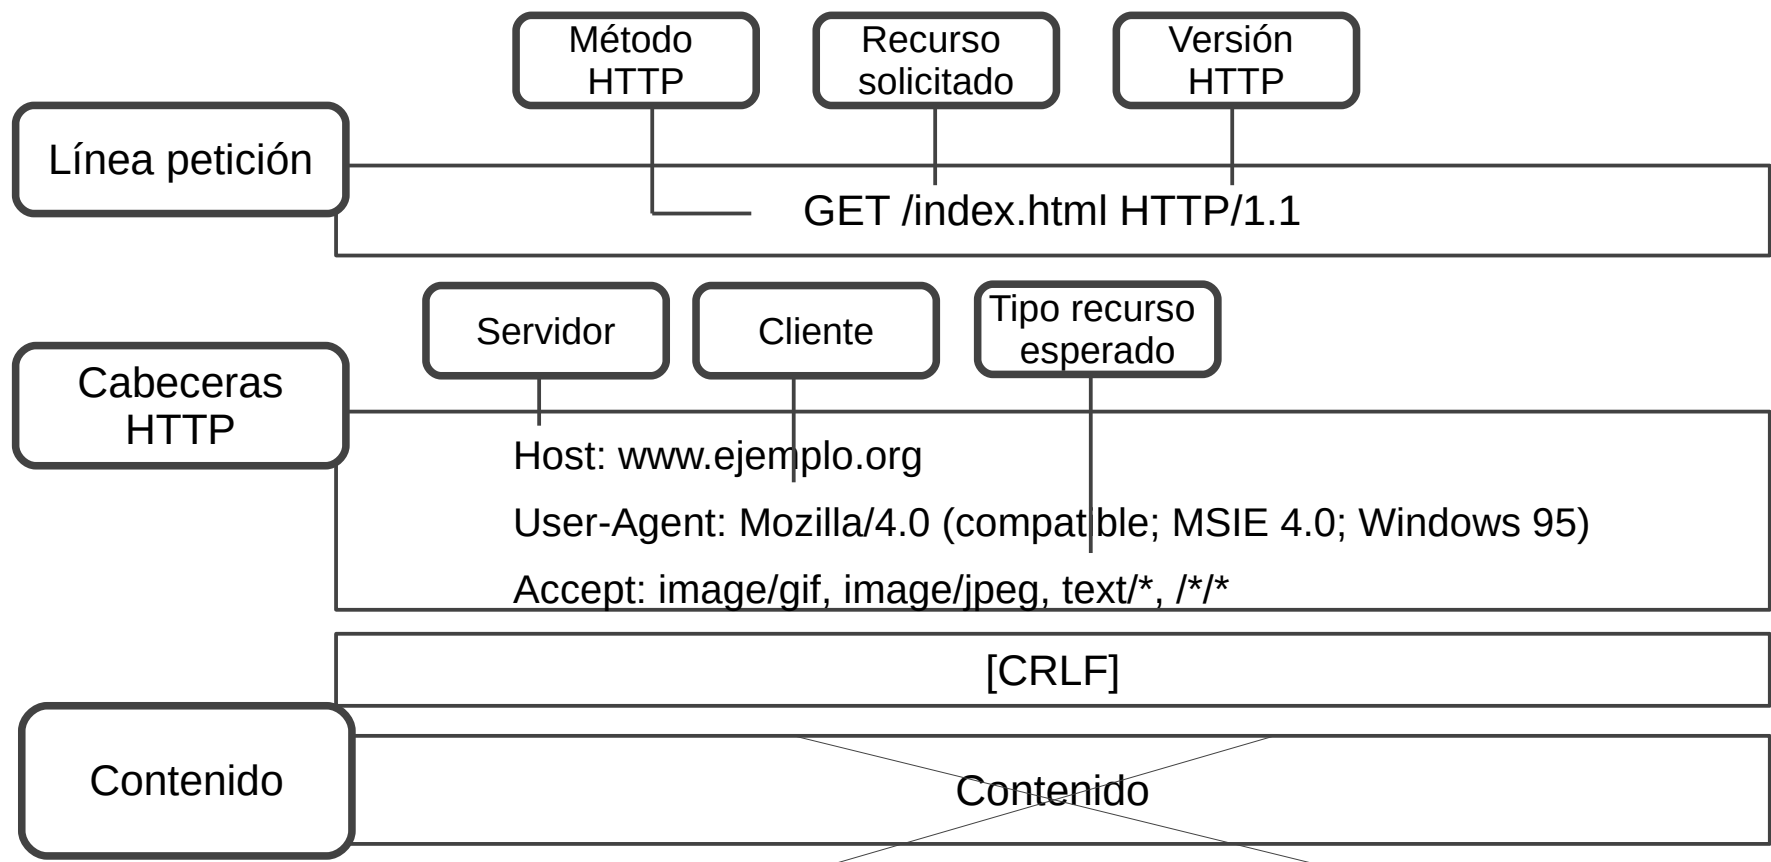 Método
HTTP
Recurso
solicitado
Versión
HTTP
Línea petición
GET /index.html HTTP/1.1
Servidor
Cliente
Tipo recurso
esperado
Cabeceras
HTTP
Host: www.ejemplo.org
User-Agent: Mozilla/4.0 (compatible; MSIE 4.0; Windows 95)
Accept: image/gif, image/jpeg, text/*, /*/*
[CRLF]
Contenido
Contenido